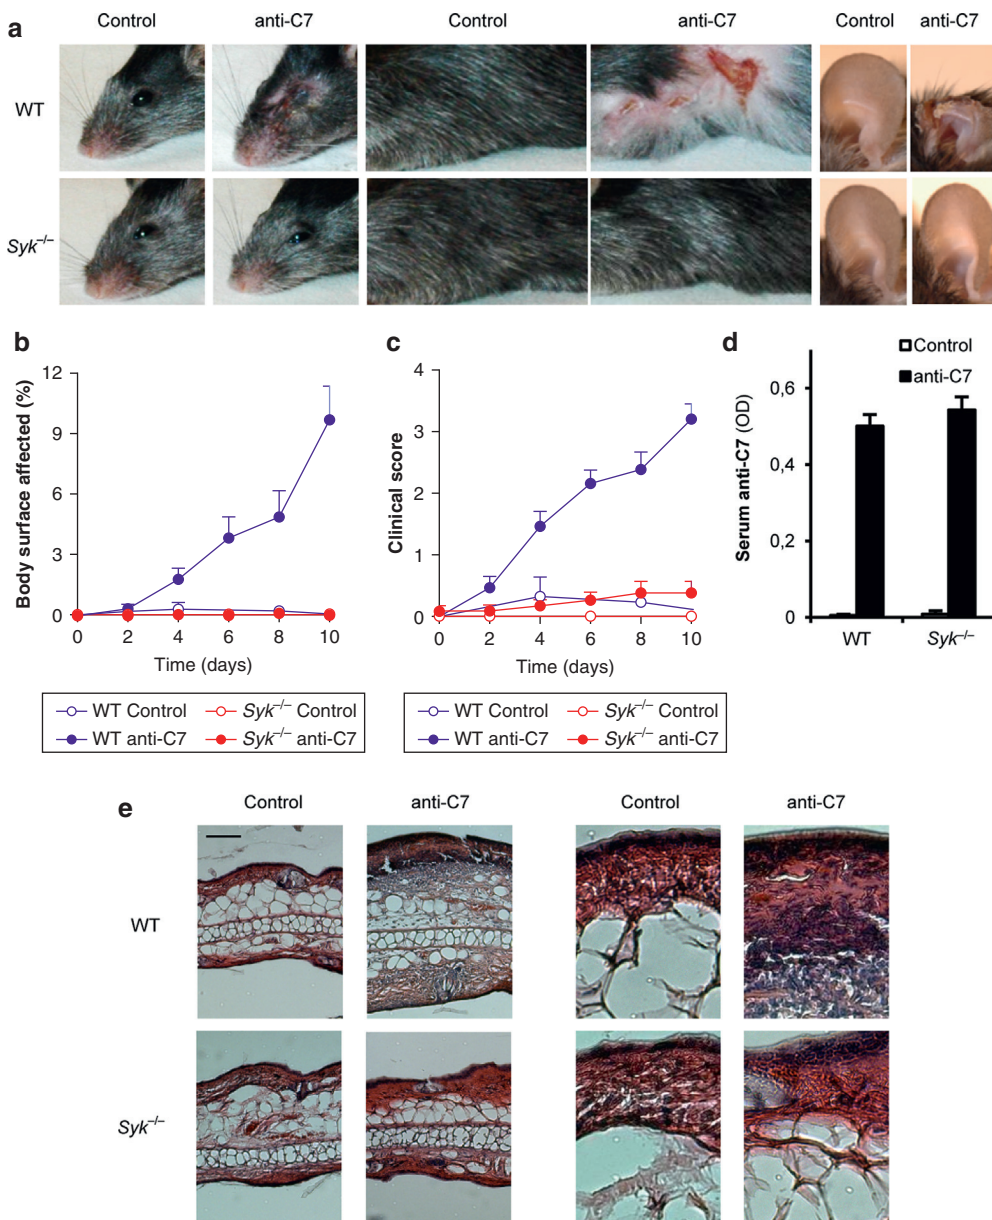 a
Control anti-C7 Control anti-C7 Control anti-C7
WT
Syk–/–
b
Body surface affected (%)
12
9
6
3
0
0 2 4 6 8 10
Time (days)
WT Control Syk–/– Control
WT anti-C7 Syk–/– anti-C7
c
Clinical score
4
3
2
1
0
0 2 4 6 8 10
Time (days)
WT Control Syk–/– Control
WT anti-C7 Syk–/– anti-C7
d
Control
anti-C7
Serum anti-C7 (OD)
0,6
0,4
0,2
0
WT Syk–/–
e
Control anti-C7 Control anti-C7
WT
Syk–/–